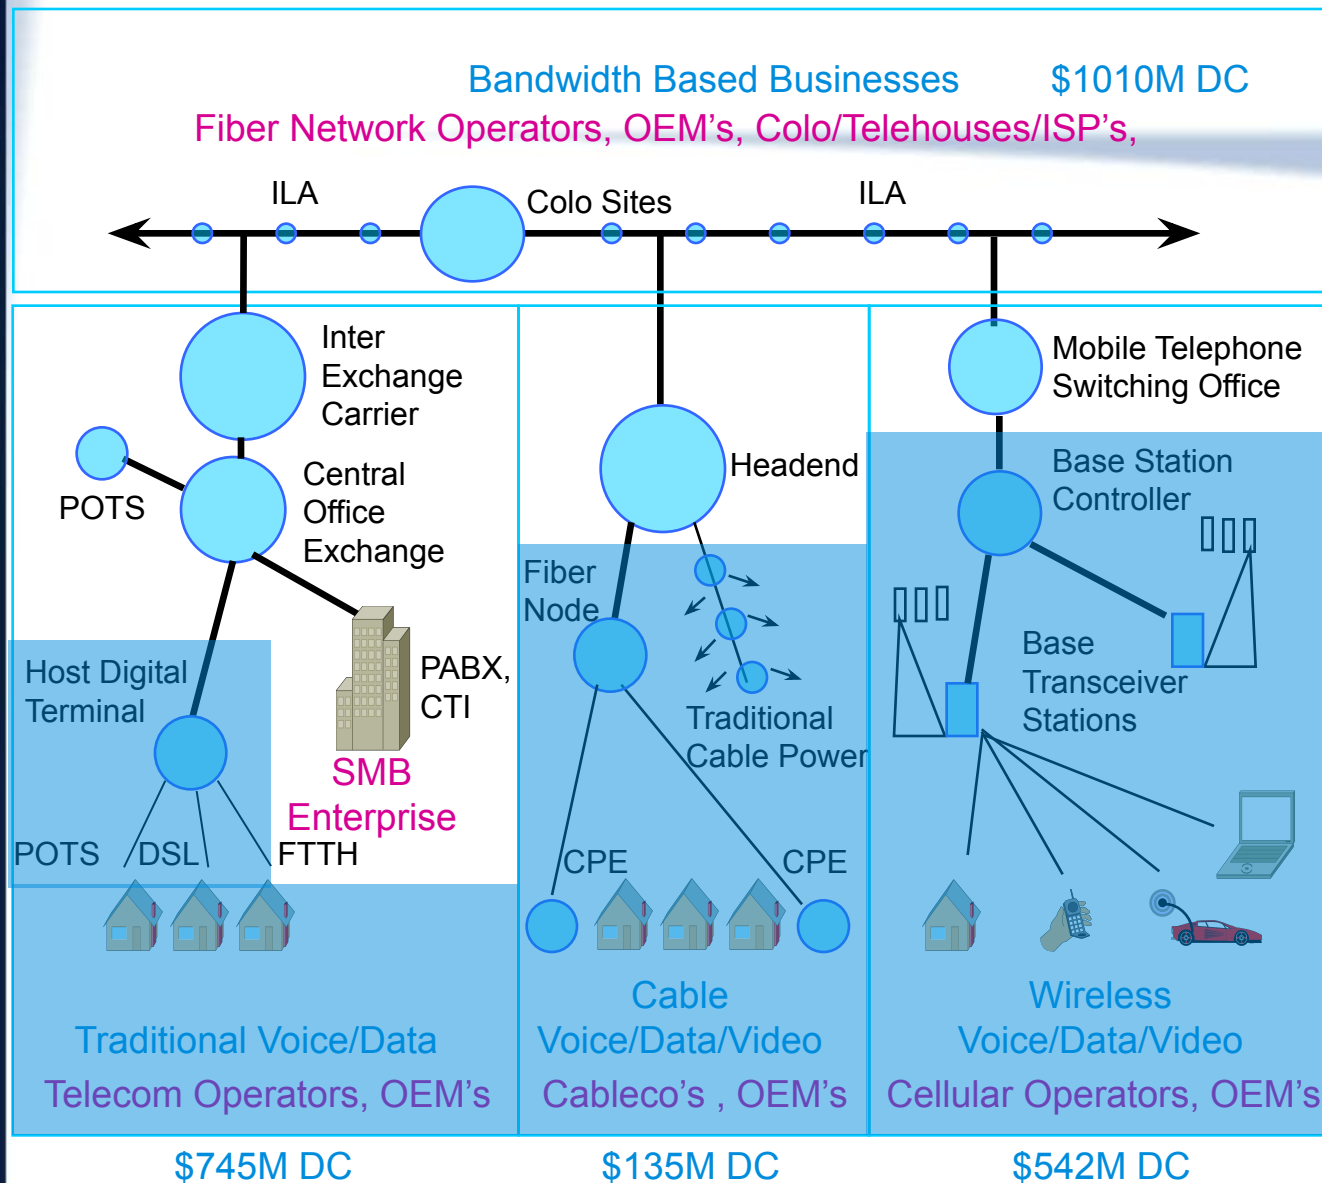 Bandwidth Based Businesses $1010M DC
Fiber Network Operators, OEM's, Colo/Telehouses/ISP's,
ILA
Colo Sites
ILA
Inter
Exchange
Carrier
POTS
Central
Office
Exchange
Host Digital
Terminal
PABX,
CTI
SMB
Enterprise
POTS
DSL
FTTH
Traditional Voice/Data
Telecom Operators, OEM's
$745M DC
Headend
Fiber
Node
Traditional
Cable Power
CPE
CPE
Cable
Voice/Data/Video
Cableco's , OEM's
$135M DC
Mobile Telephone
Switching Office
Base Station
Controller
Base
Transceiver
Stations
Wireless
Voice/Data/Video
Cellular Operators, OEM's
$542M DC